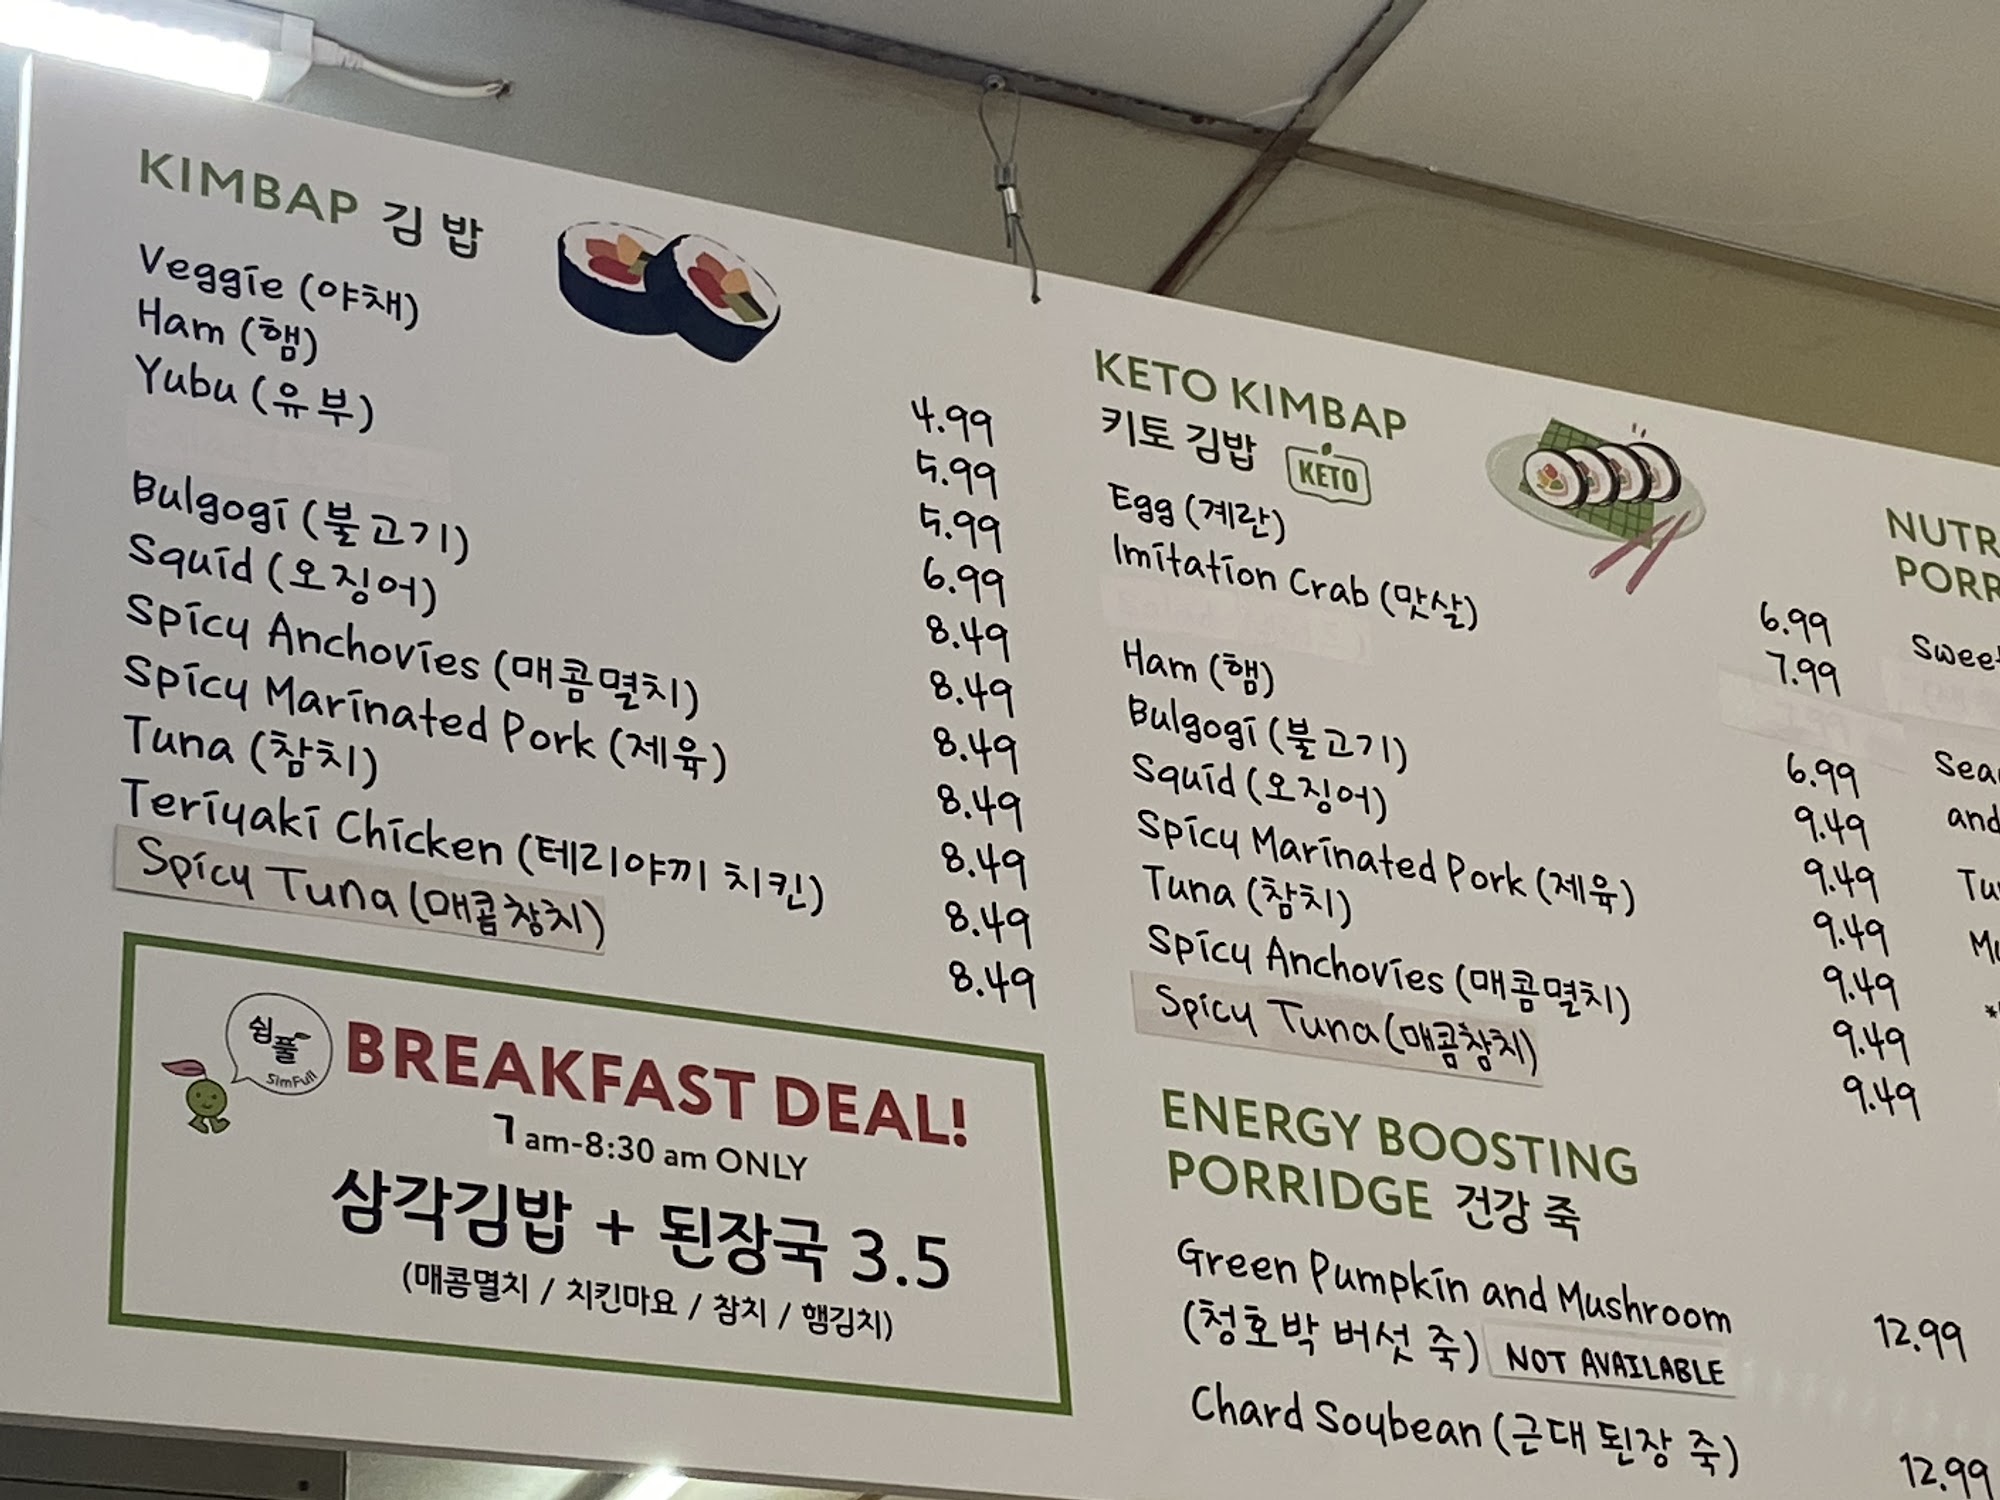 KIMBAP 김밥
Veggie (야채) 4.99
Ham (햄) 5.99
Yubu (유부) 5.99
6.99
Bulgogi (불고기) 8.49
Squid (오징어) 8.49
Spicy Anchovies (매콤멸치) 8.49
Spicy Marinated Pork (제육) 8.49
Tuna (참치) 8.49
Teriyaki Chicken (테리야끼 치킨) 8.49
Spicy Tuna (매콤참치) 8.49
쉼풀
SimFull
BREAKFAST DEAL!
7am-8:30 am ONLY
삼각김밥 + 된장국 3.5
(매콤멸치 / 치킨마요 / 참치 / 햄김치)
KETO KIMBAP
키토 김밥 KETO
Egg (계란) 6.99
Imitation Crab (맛살) 7.99
Ham (햄) 6.99
Bulgogi (불고기) 9.49
Squid (오징어) 9.49
Spicy Marinated Pork (제육) 9.49
Tuna (참치) 9.49
Spicy Anchovies (매콤멸치) 9.49
Spicy Tuna (매콤참치) 9.49
ENERGY BOOSTING
PORRIDGE 건강 죽
Green Pumpkin and Mushroom 12.99
(청호박 버섯 죽) NOT AVAILABLE
Chard Soybean (근대 된장 죽) 12.99
and